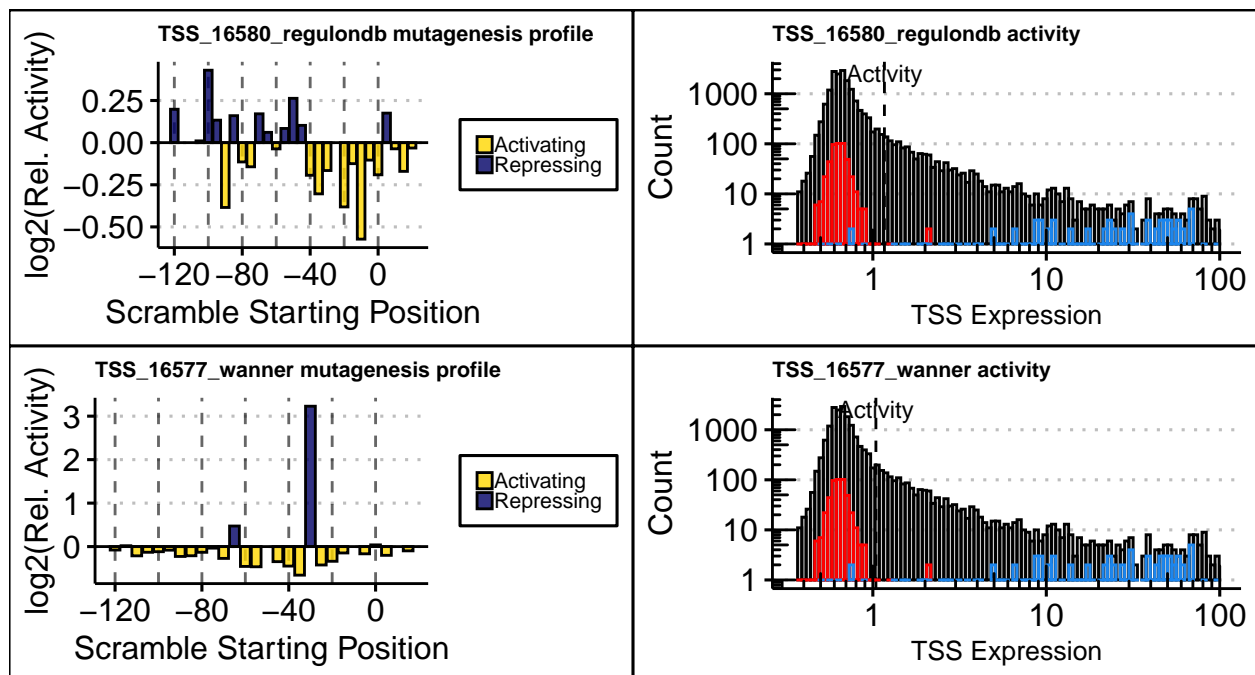 TSS_16580_regulondb mutagenesis profile
log2(Rel. Activity)
0.25
0.00
−0.25
−0.50
−120 −80 −40 0
Scramble Starting Position
Activating
Repressing
TSS_16580_regulondb activity
Activity
Count
1000
100
10
1
1 10 100
TSS Expression
TSS_16577_wanner mutagenesis profile
log2(Rel. Activity)
3
2
1
0
−120 −80 −40 0
Scramble Starting Position
Activating
Repressing
TSS_16577_wanner activity
Activity
Count
1000
100
10
1
1 10 100
TSS Expression